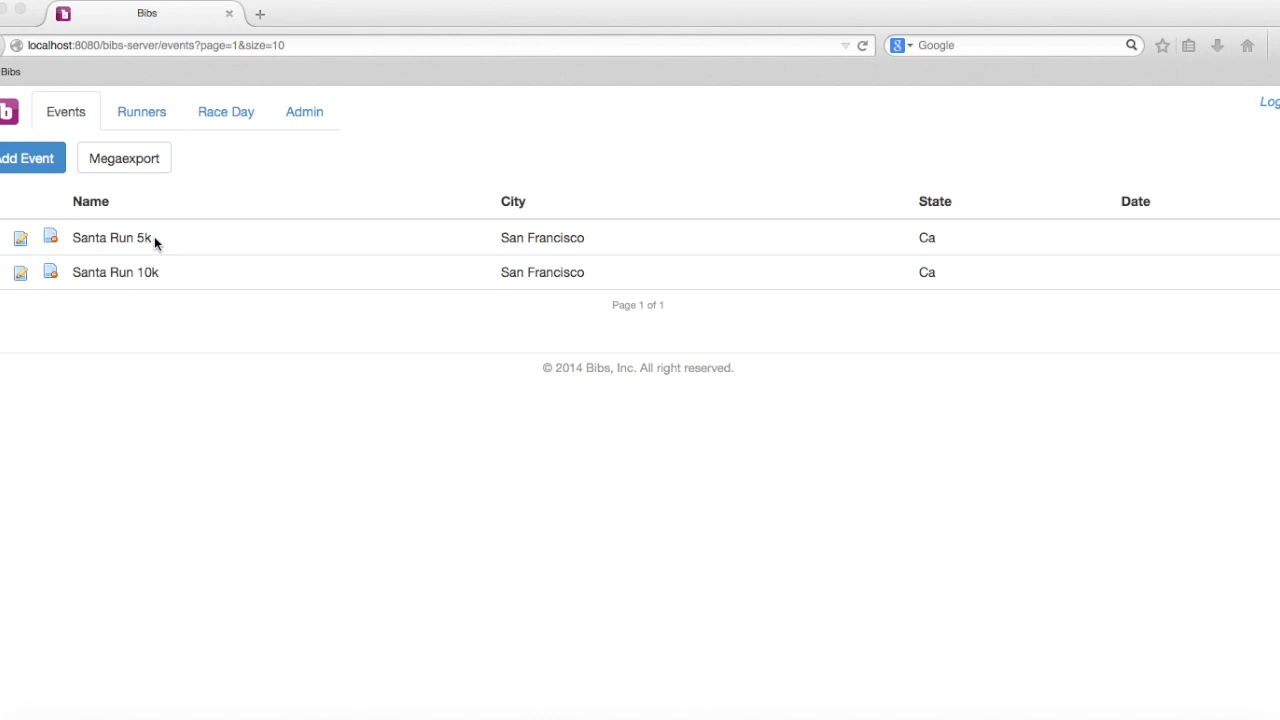 Bibs
localhost:8080/bibs-server/events?page=1&size=10
Google
Bibs
b Events Runners Race Day Admin
Log
Add Event Megaexport
Name City State Date
Santa Run 5k San Francisco Ca
Santa Run 10k San Francisco Ca
Page 1 of 1
© 2014 Bibs, Inc. All right reserved.